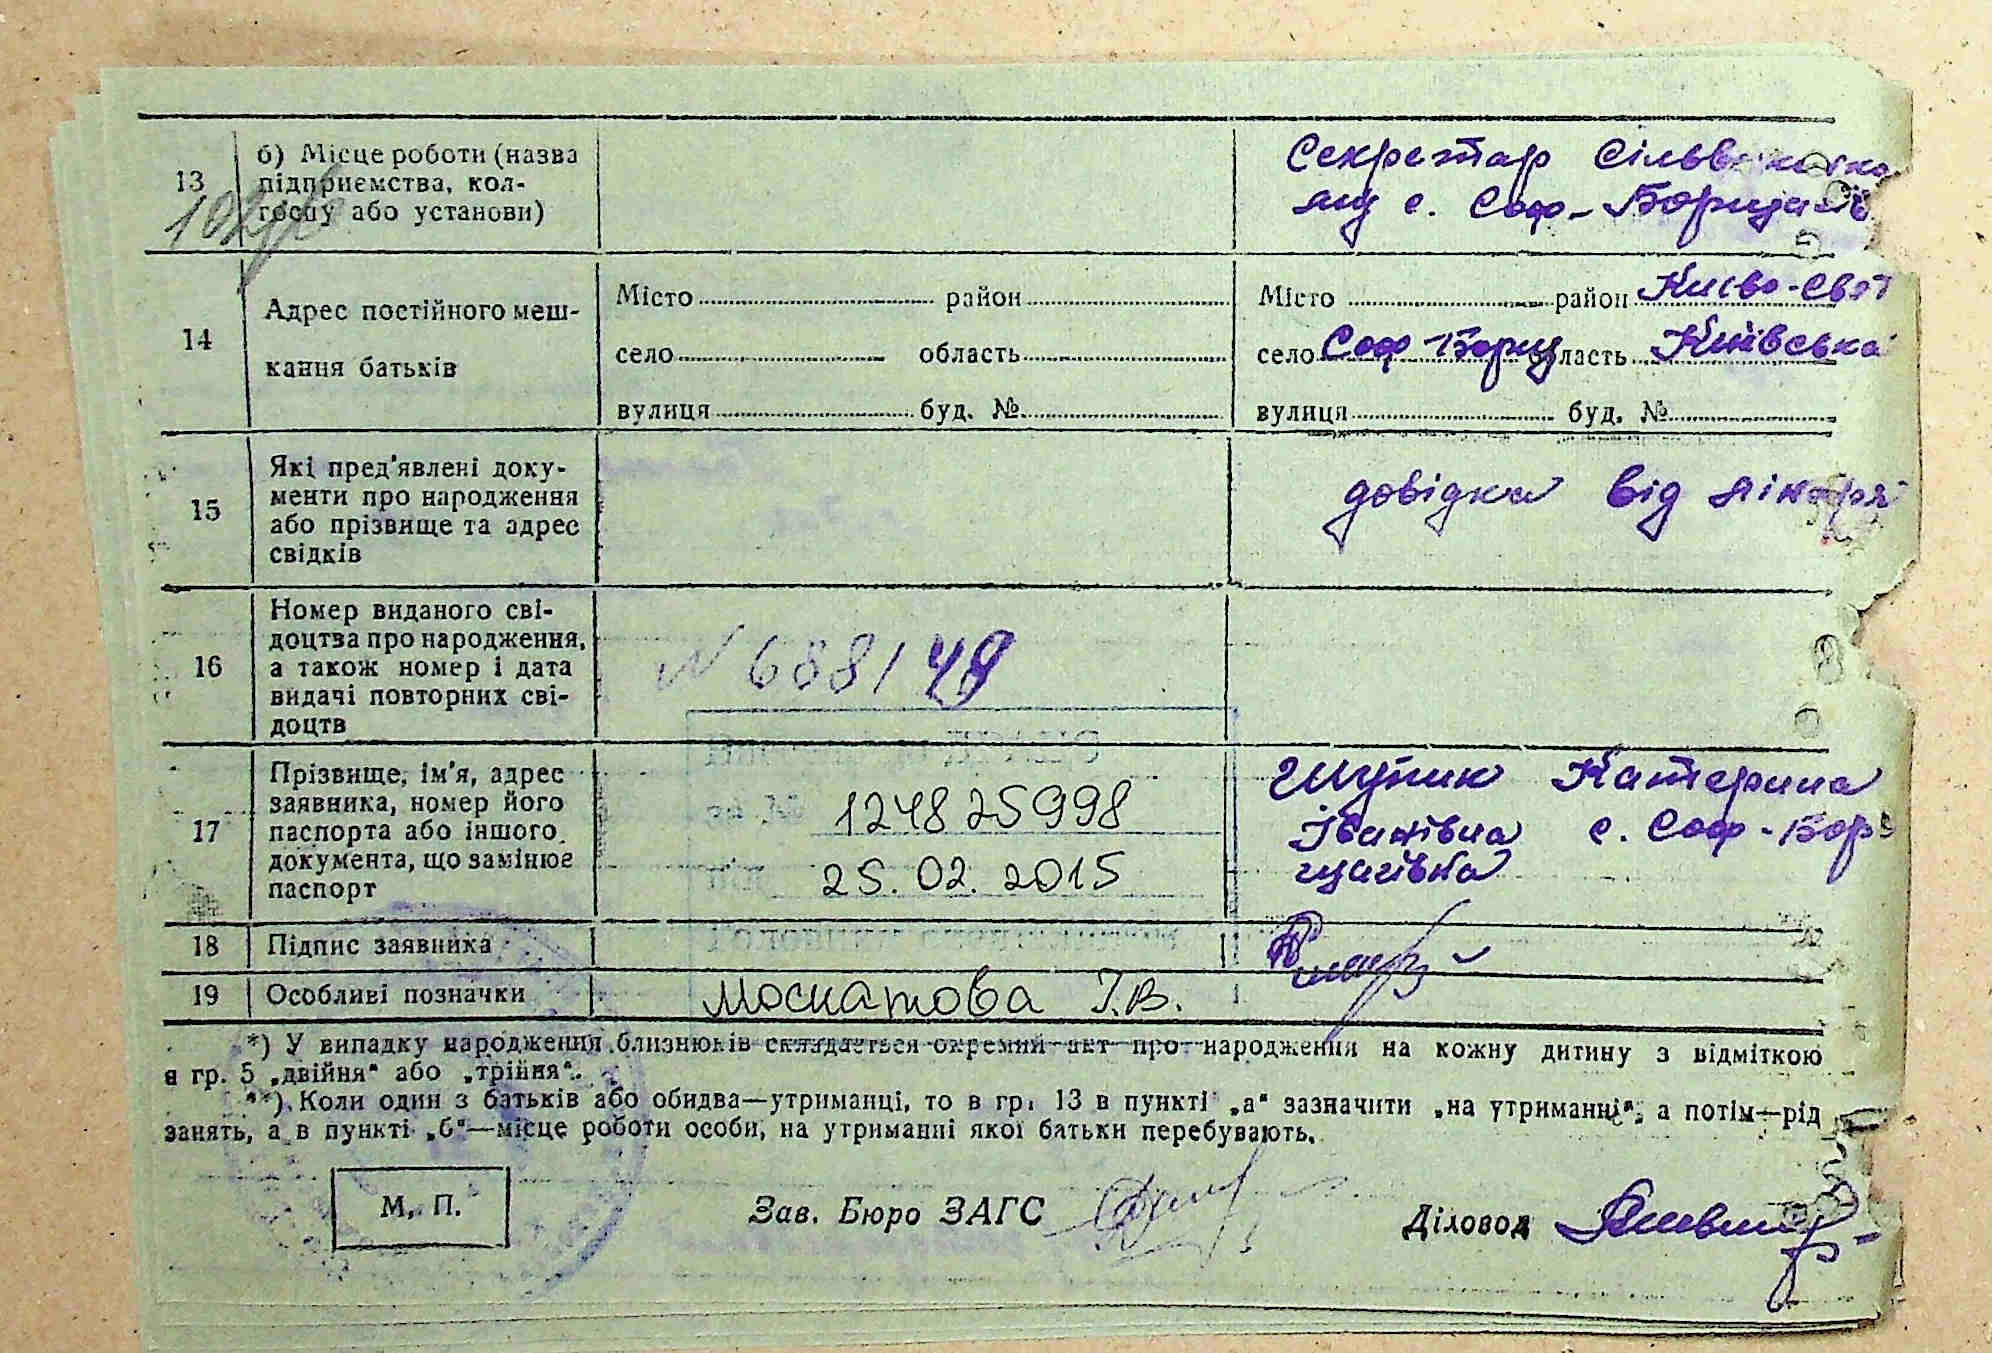 13
102
б) Місце роботи (назва
підприємства, кол-
госпу або установи)
Секретар Сільвиконко
му с. Соф-Борщагів
14
Адрес постійного меш-
кання батьків
Місто район
село область
вулиця буд. №
Місто район Києво-Свят
село Соф-Борщ область Київська
вулиця буд. №
15
Які пред'явлені доку-
менти про народження
або прізвище та адрес
свідків
довідка від лікаря
16
Номер виданого сві-
доцтва про народження,
а також номер і дата
видачі повторних сві-
доцтв
N 688/48
17
Прізвище, ім'я, адрес
заявника, номер його
паспорта або іншого
документа, що замінює
паспорт
1248 25998
25.02.2015
Катерина
Іванівна с. Соф-Бор
щагівка
18 Підпис заявника
19 Особливі позначки
Москатова І.В.
*) У випадку народження близнюків складається окремий акт про народження на кожну дитину з відміткою
в гр. 5 „двійня“ або „трійня“.
**) Коли один з батьків або обидва—утриманці, то в гр. 13 в пункті „а“ зазначити „на утриманні“, а потім—рід
занять, а в пункті „б“—місце роботи особи, на утриманні якої батьки перебувають.
М. П.
Зав. Бюро ЗАГС
Діловод